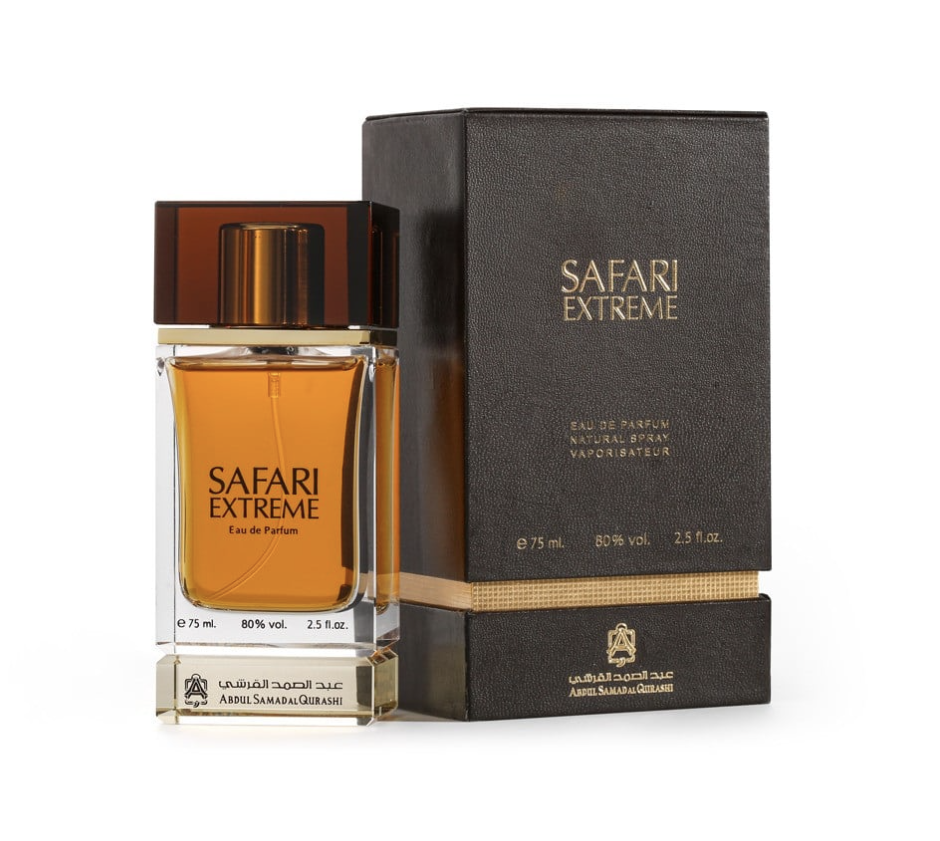 SAFARI
EXTREME
Eau de Parfum
e 75 ml. 80% vol. 2.5 fl.oz.
عبد الصمد القرشي
ABDUL SAMAD AL QURASHI
SAFARI
EXTREME
EAU DE PARFUM
NATURAL SPRAY
VAPORISATEUR
e 75 ml. 80% vol. 2.5 fl.oz.
عبد الصمد القرشي
ABDUL SAMAD AL QURASHI